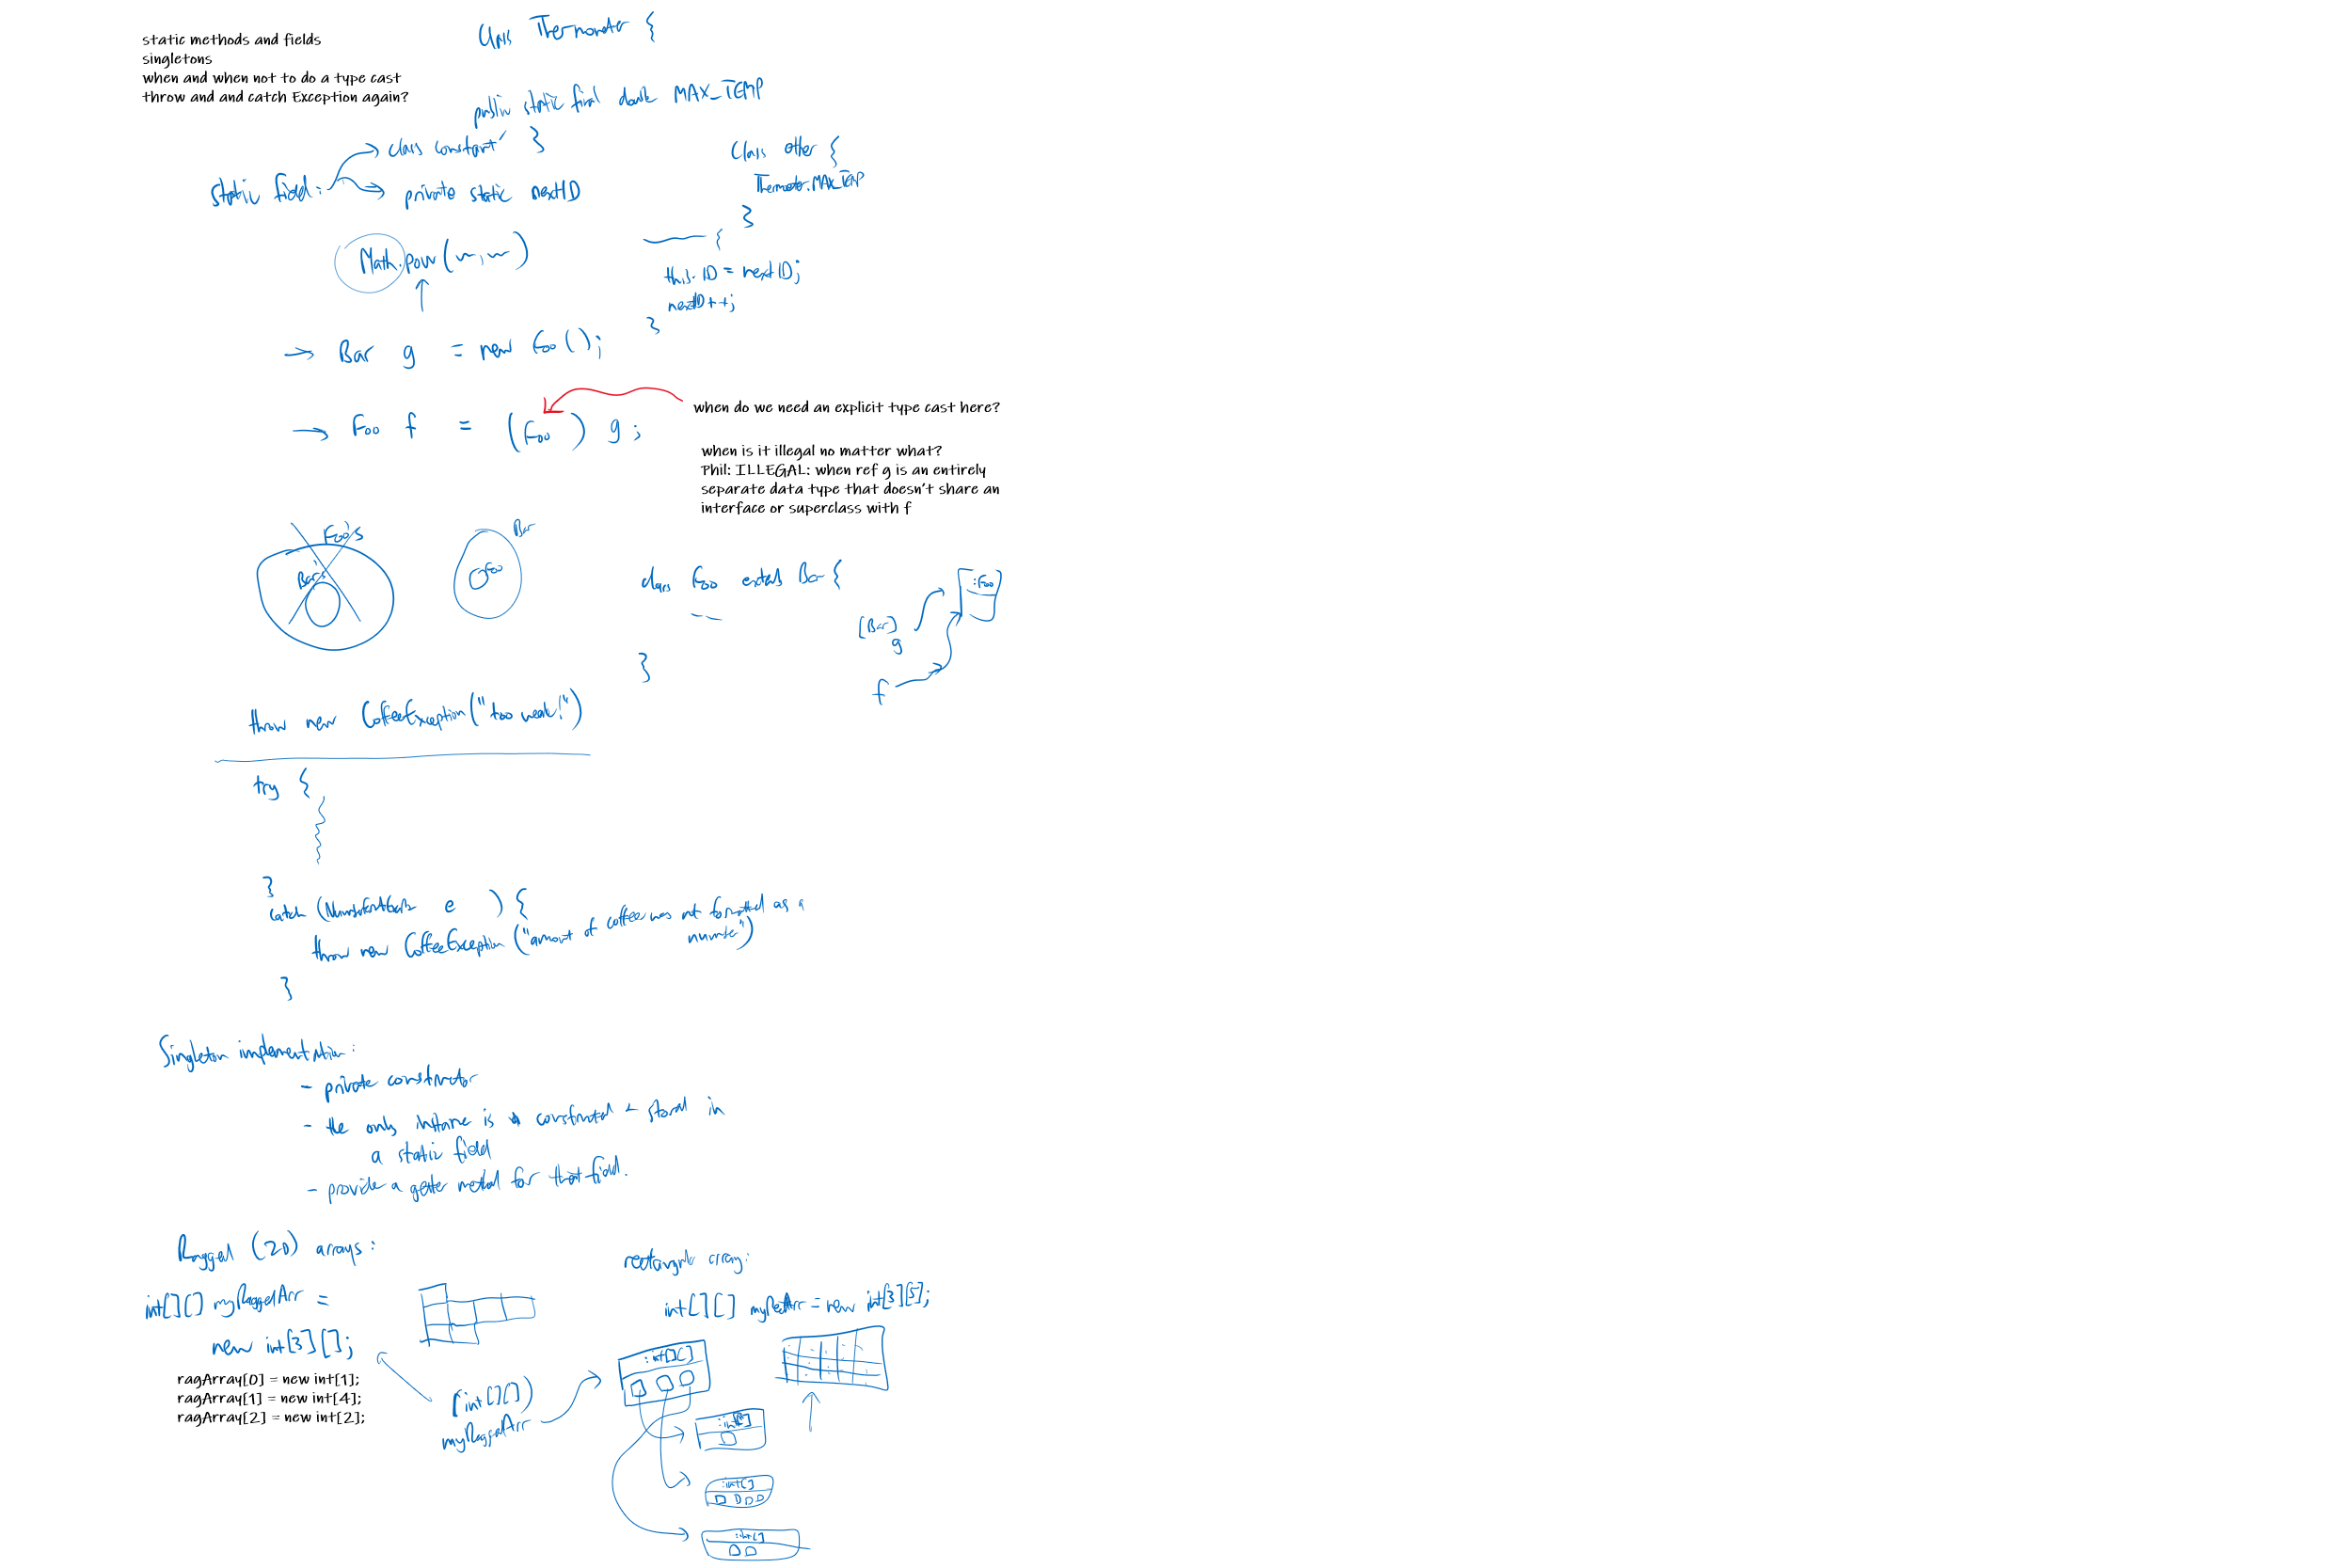 static methods and fields
singletons
when and when not to do a type cast
throw and and catch Exception again?
Class Thermometer {
public static final double MAX_TEMP
}
static field:
class constant
private static nextID
Class other {
Thermometer.MAX_TEMP
}
Math.pow( , )
{
this.ID = nextID;
nextID++;
}
Bar g = new Foo();
Foo f = (Foo) g;
when do we need an explicit type cast here?
when is it illegal no matter what?
Phil: ILLEGAL: when ref g is an entirely
separate data type that doesn't share an
interface or superclass with f
Foo's
Bar's
Bar
Foo
class Foo extends Bar {
}
:Foo
[Bar]
g
f
throw new CoffeeException("too weak!")
try {
}
catch ( e ) {
throw new CoffeeException("amount of coffee was not formatted as a
number")
}
Singleton implementation:
- private constructor
- the only instance is constructed + stored in
a static field
- provide a getter method for that field.
Ragged (2D) arrays:
int[][] myRaggedArr =
new int[3][];
ragArray[0] = new int[1];
ragArray[1] = new int[4];
ragArray[2] = new int[2];
rectangular array:
int[][] myRectArr = new int[3][5];
[int[][]]
myRaggedArr
:int[][]
:int[]
:int[]
:int[]